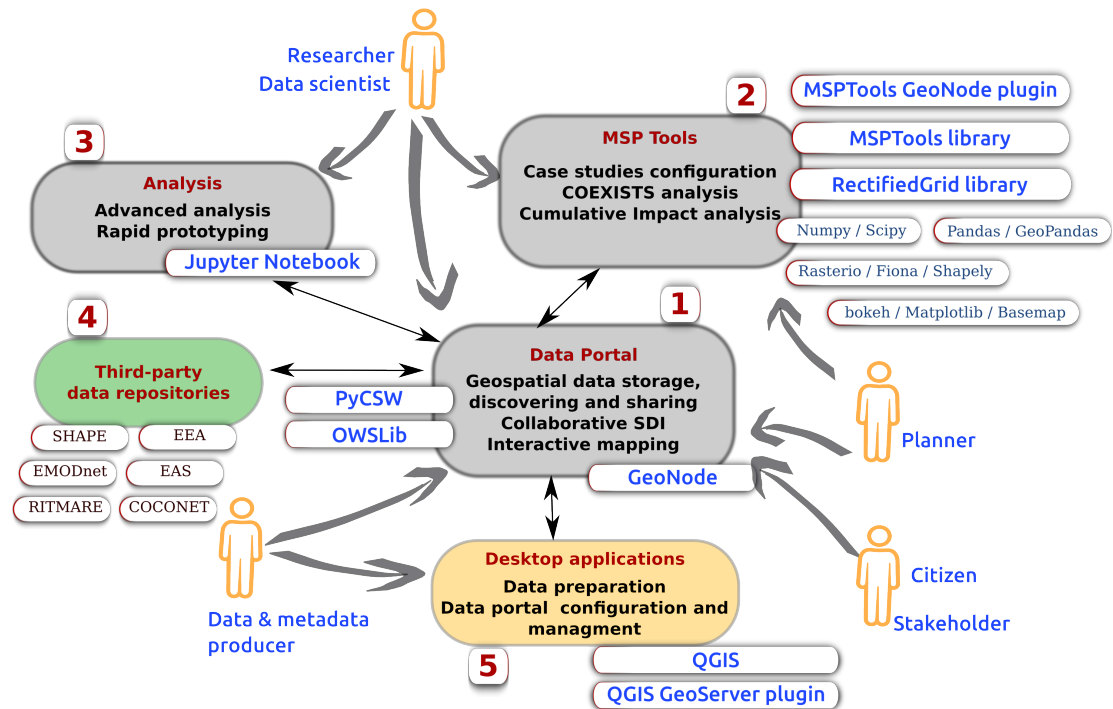 Researcher
Data scientist
3
Analysis
Advanced analysis
Rapid prototyping
Jupyter Notebook
2
MSP Tools
Case studies configuration
COEXISTS analysis
Cumulative Impact analysis
MSPTools GeoNode plugin
MSPTools library
RectifiedGrid library
Numpy / Scipy
Pandas / GeoPandas
Rasterio / Fiona / Shapely
bokeh / Matplotlib / Basemap
4
Third-party
data repositories
SHAPE
EEA
EMODnet
EAS
RITMARE
COCONET
PyCSW
OWSLib
1
Data Portal
Geospatial data storage,
discovering and sharing
Collaborative SDI
Interactive mapping
GeoNode
Planner
Citizen
Stakeholder
Data & metadata
producer
Desktop applications
Data preparation
Data portal configuration and
managment
5
QGIS
QGIS GeoServer plugin